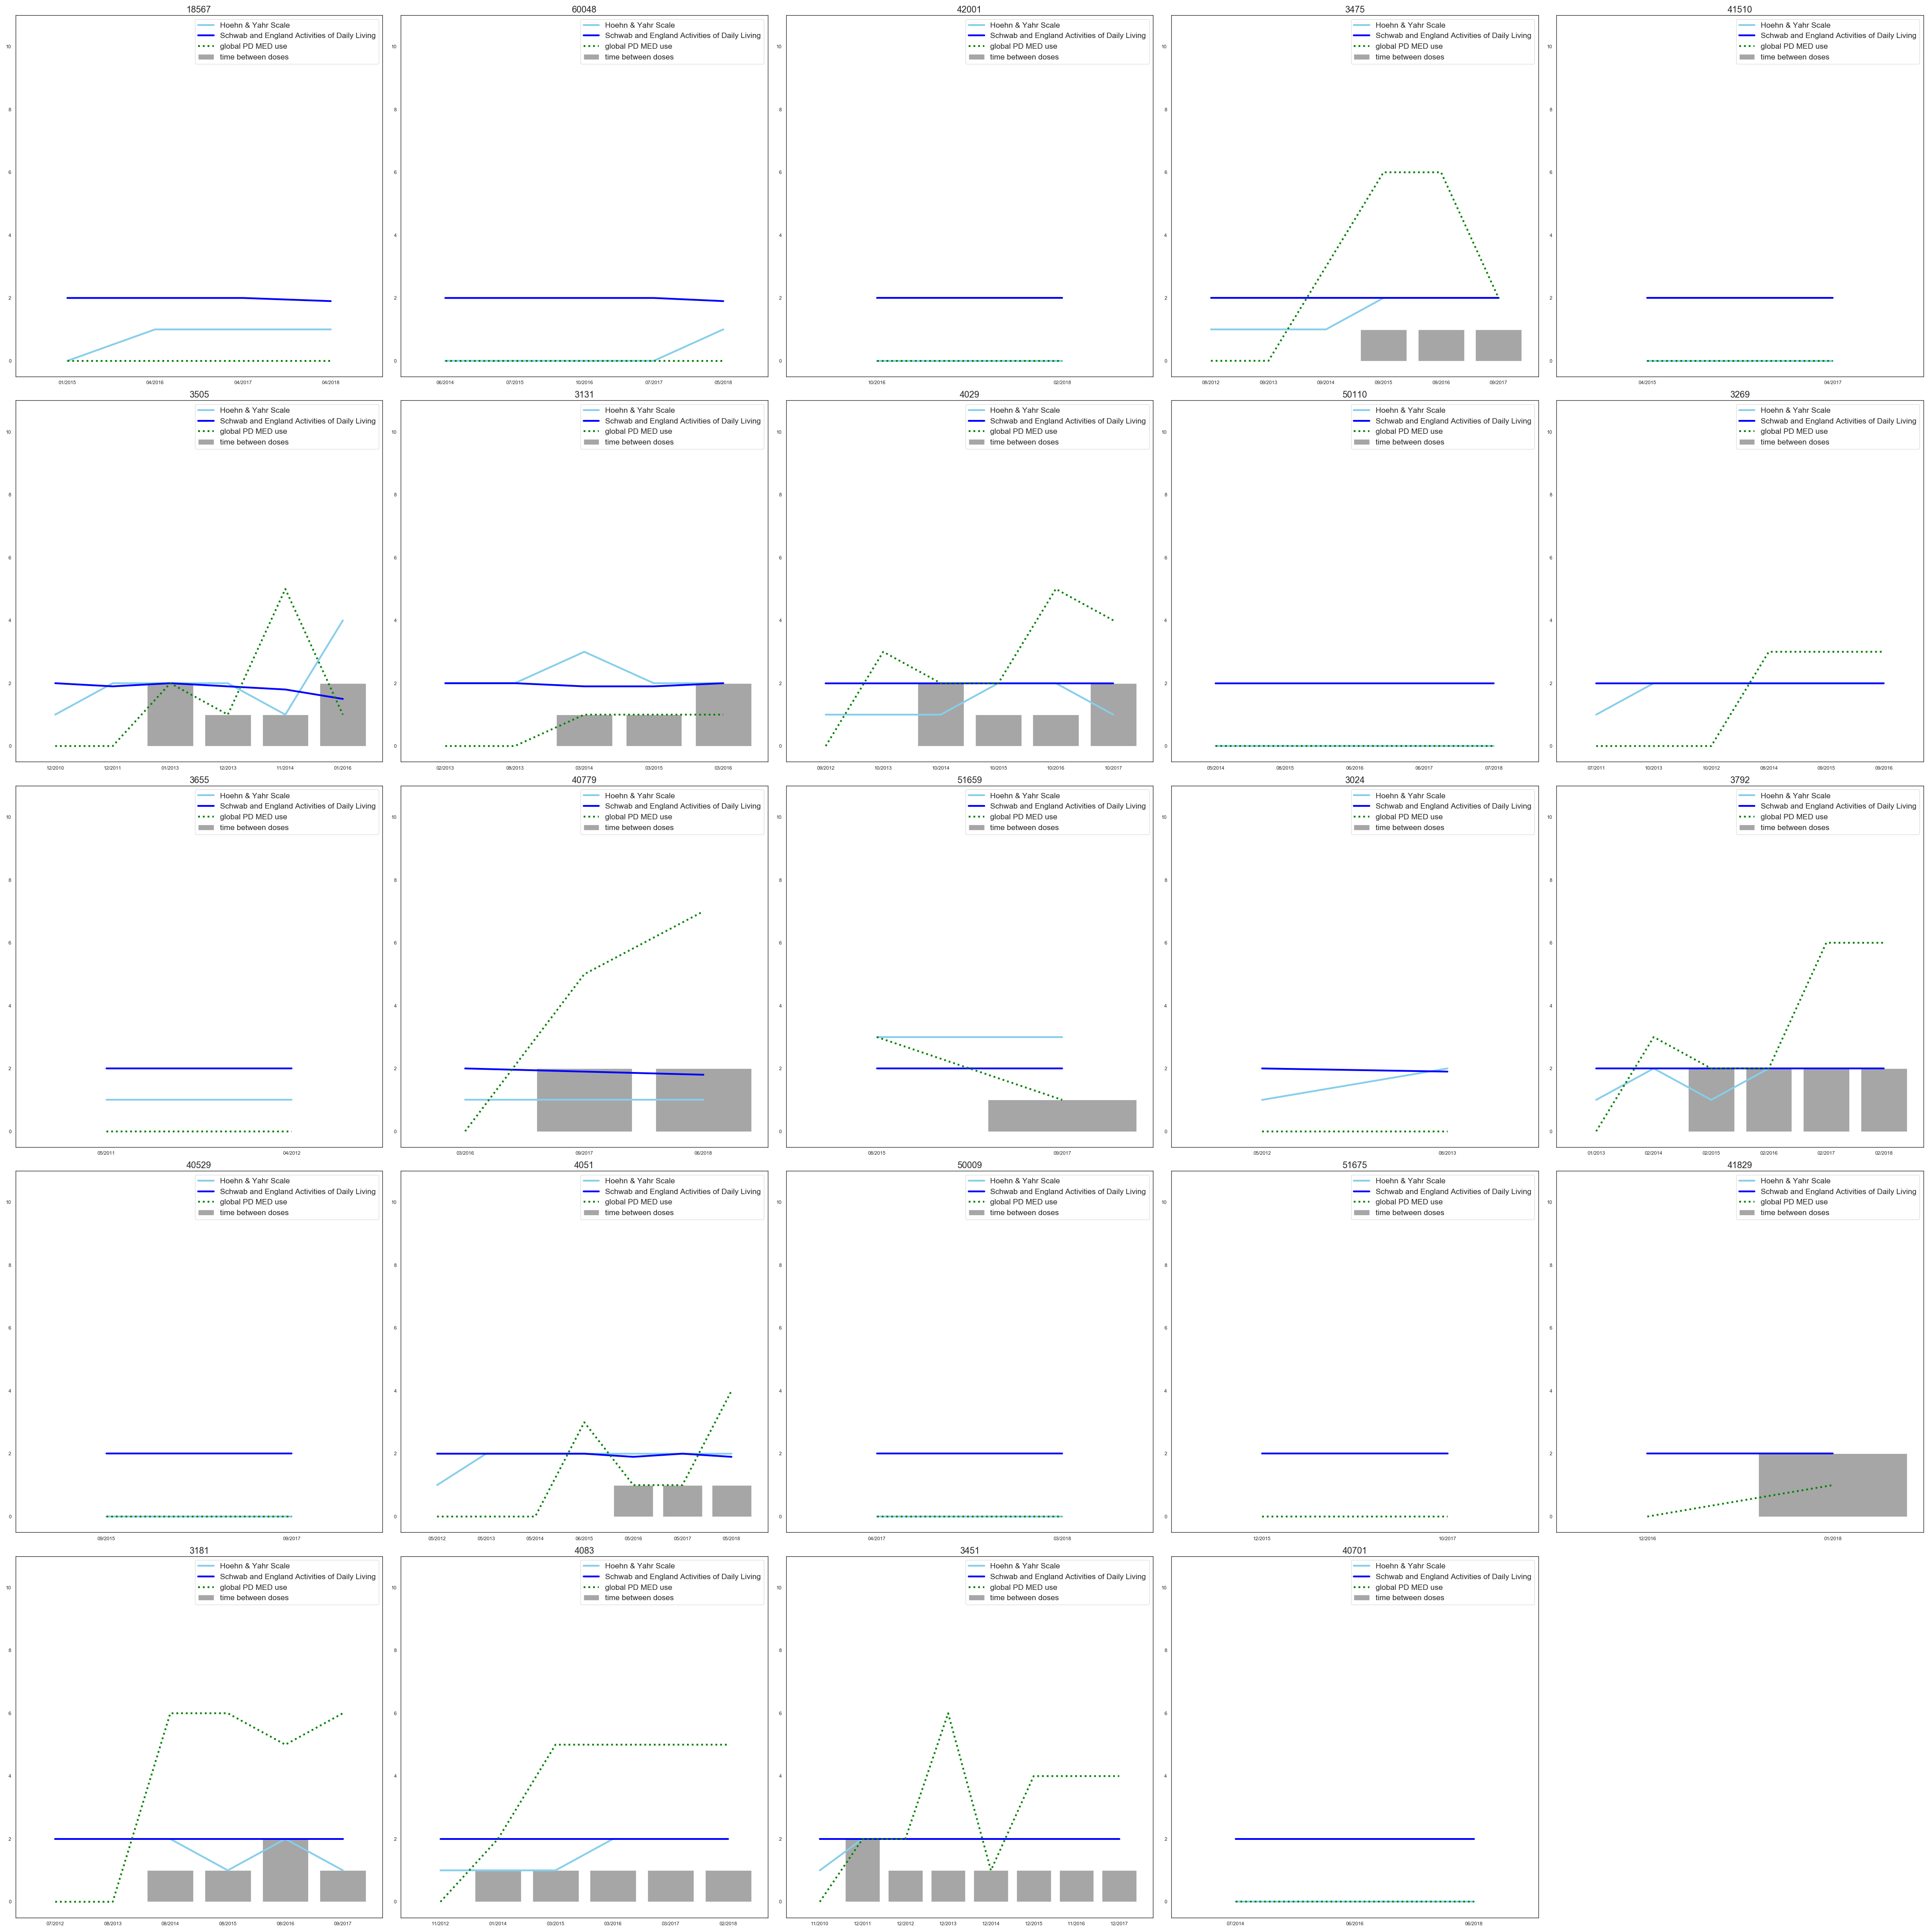 18567
Hoehn & Yahr Scale
Schwab and England Activities of Daily Living
global PD MED use
time between doses
10
8
6
4
2
0
01/2015 04/2016 04/2017 04/2018
60048
Hoehn & Yahr Scale
Schwab and England Activities of Daily Living
global PD MED use
time between doses
10
8
6
4
2
0
06/2014 07/2015 10/2016 07/2017 05/2018
42001
Hoehn & Yahr Scale
Schwab and England Activities of Daily Living
global PD MED use
time between doses
10
8
6
4
2
0
10/2016 02/2018
3475
Hoehn & Yahr Scale
Schwab and England Activities of Daily Living
global PD MED use
time between doses
10
8
6
4
2
0
08/2012 09/2013 09/2014 09/2015 09/2016 09/2017
41510
Hoehn & Yahr Scale
Schwab and England Activities of Daily Living
global PD MED use
time between doses
10
8
6
4
2
0
04/2015 04/2017
3505
Hoehn & Yahr Scale
Schwab and England Activities of Daily Living
global PD MED use
time between doses
10
8
6
4
2
0
12/2010 12/2011 01/2013 12/2013 11/2014 01/2016
3131
Hoehn & Yahr Scale
Schwab and England Activities of Daily Living
global PD MED use
time between doses
10
8
6
4
2
0
02/2013 08/2013 03/2014 03/2015 03/2016
4029
Hoehn & Yahr Scale
Schwab and England Activities of Daily Living
global PD MED use
time between doses
10
8
6
4
2
0
09/2012 10/2013 10/2014 10/2015 10/2016 10/2017
50110
Hoehn & Yahr Scale
Schwab and England Activities of Daily Living
global PD MED use
time between doses
10
8
6
4
2
0
05/2014 08/2015 06/2016 06/2017 07/2018
3269
Hoehn & Yahr Scale
Schwab and England Activities of Daily Living
global PD MED use
time between doses
10
8
6
4
2
0
07/2011 10/2013 10/2012 08/2014 09/2015 09/2016
3655
Hoehn & Yahr Scale
Schwab and England Activities of Daily Living
global PD MED use
time between doses
10
8
6
4
2
0
05/2011 04/2012
40779
Hoehn & Yahr Scale
Schwab and England Activities of Daily Living
global PD MED use
time between doses
10
8
6
4
2
0
03/2016 09/2017 06/2018
51659
Hoehn & Yahr Scale
Schwab and England Activities of Daily Living
global PD MED use
time between doses
10
8
6
4
2
0
08/2015 09/2017
3024
Hoehn & Yahr Scale
Schwab and England Activities of Daily Living
global PD MED use
time between doses
10
8
6
4
2
0
05/2012 08/2013
3792
Hoehn & Yahr Scale
Schwab and England Activities of Daily Living
global PD MED use
time between doses
10
8
6
4
2
0
01/2013 02/2014 02/2015 02/2016 02/2017 02/2018
40529
Hoehn & Yahr Scale
Schwab and England Activities of Daily Living
global PD MED use
time between doses
10
8
6
4
2
0
09/2015 09/2017
4051
Hoehn & Yahr Scale
Schwab and England Activities of Daily Living
global PD MED use
time between doses
10
8
6
4
2
0
05/2012 05/2013 05/2014 06/2015 05/2016 05/2017 05/2018
50009
Hoehn & Yahr Scale
Schwab and England Activities of Daily Living
global PD MED use
time between doses
10
8
6
4
2
0
04/2017 03/2018
51675
Hoehn & Yahr Scale
Schwab and England Activities of Daily Living
global PD MED use
time between doses
10
8
6
4
2
0
12/2015 10/2017
41829
Hoehn & Yahr Scale
Schwab and England Activities of Daily Living
global PD MED use
time between doses
10
8
6
4
2
0
12/2016 01/2018
3181
Hoehn & Yahr Scale
Schwab and England Activities of Daily Living
global PD MED use
time between doses
10
8
6
4
2
0
07/2012 08/2013 08/2014 08/2015 08/2016 09/2017
4083
Hoehn & Yahr Scale
Schwab and England Activities of Daily Living
global PD MED use
time between doses
10
8
6
4
2
0
11/2012 01/2014 03/2015 03/2016 03/2017 02/2018
3451
Hoehn & Yahr Scale
Schwab and England Activities of Daily Living
global PD MED use
time between doses
10
8
6
4
2
0
11/2010 12/2011 12/2012 12/2013 12/2014 12/2015 11/2016 12/2017
40701
Hoehn & Yahr Scale
Schwab and England Activities of Daily Living
global PD MED use
time between doses
10
8
6
4
2
0
07/2014 06/2016 06/2018